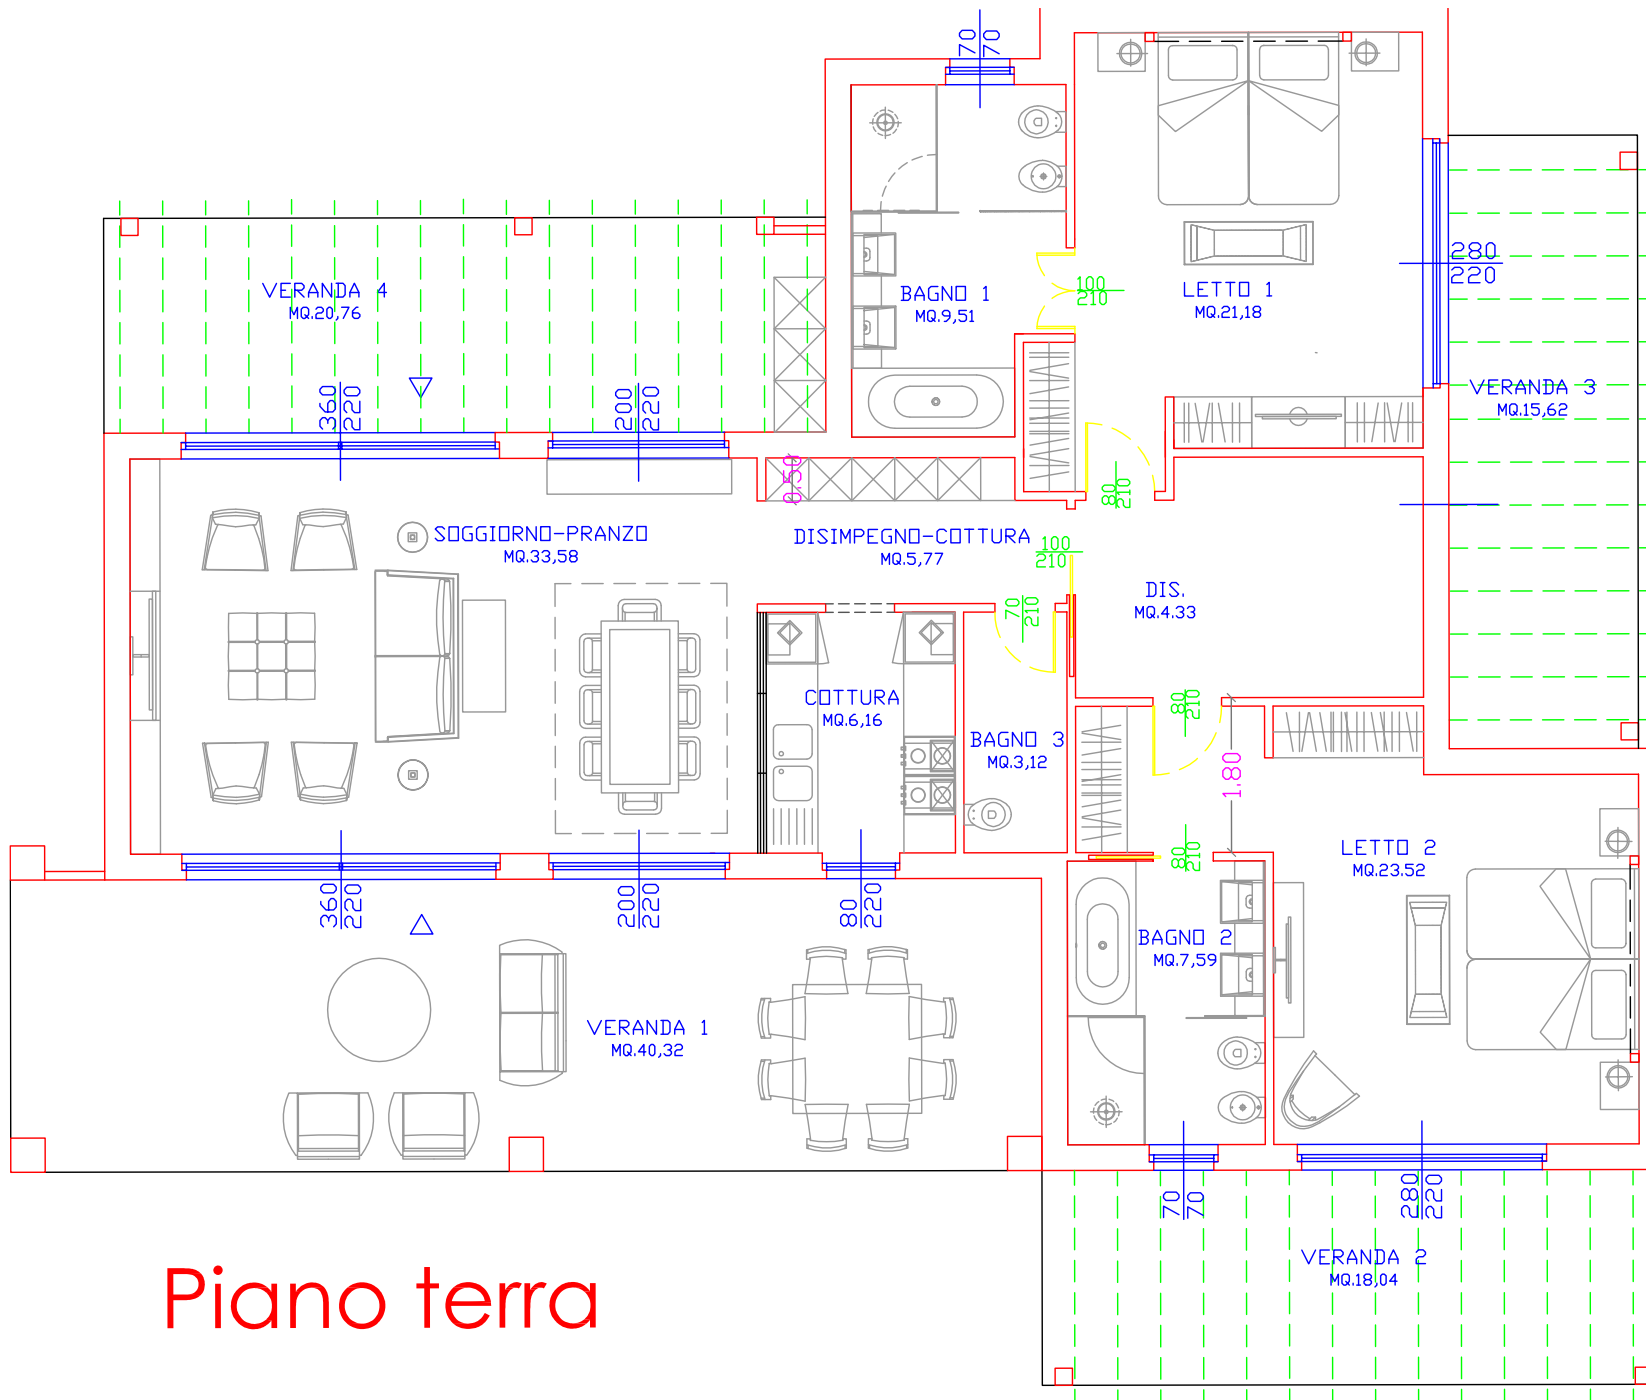 70
70
VERANDA 4
MQ.20,76
BAGNO 1
MQ.9,51
100
210
LETTO 1
MQ.21,18
280
220
VERANDA 3
MQ.15,62
360
220
200
220
0.50
80
210
SOGGIORNO-PRANZO
MQ.33,58
DISIMPEGNO-COTTURA
MQ.5,77
100
210
DIS.
MQ.4.33
70
210
COTTURA
MQ.6,16
BAGNO 3
MQ.3,12
80
210
1.80
80
210
LETTO 2
MQ.23.52
360
220
200
220
80
220
BAGNO 2
MQ.7,59
VERANDA 1
MQ.40,32
70
70
280
220
VERANDA 2
MQ.18,04
Piano terra